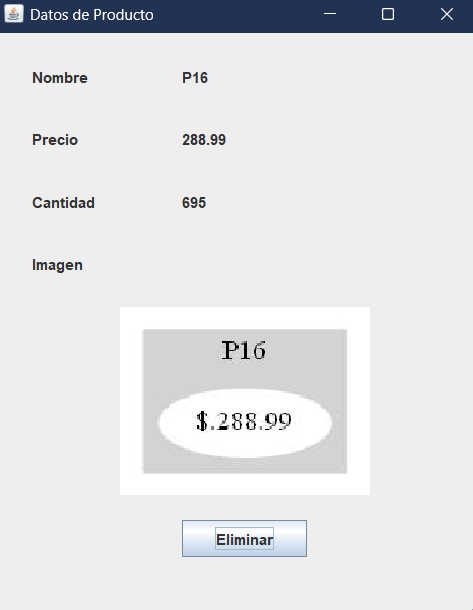 Datos de Producto
Nombre P16
Precio 288.99
Cantidad 695
Imagen
P16
$.288.99
Eliminar